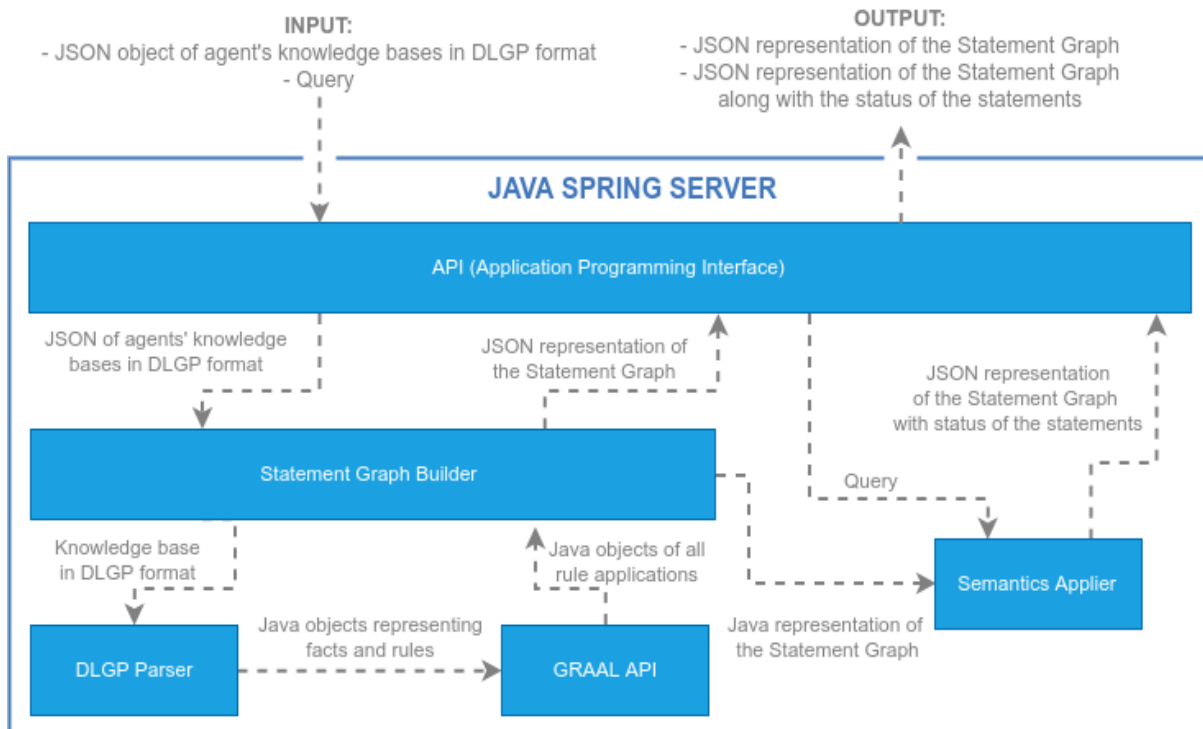 INPUT:
- JSON object of agent's knowledge bases in DLGP format
- Query
OUTPUT:
- JSON representation of the Statement Graph
- JSON representation of the Statement Graph
along with the status of the statements
JAVA SPRING SERVER
API (Application Programming Interface)
JSON of agents' knowledge
bases in DLGP format
JSON representation of
the Statement Graph
JSON representation
of the Statement Graph
with status of the statements
Statement Graph Builder
Query
Knowledge base
in DLGP format
Java objects of all
rule applications
Semantics Applier
Java objects representing
facts and rules
Java representation of
the Statement Graph
DLGP Parser
GRAAL API